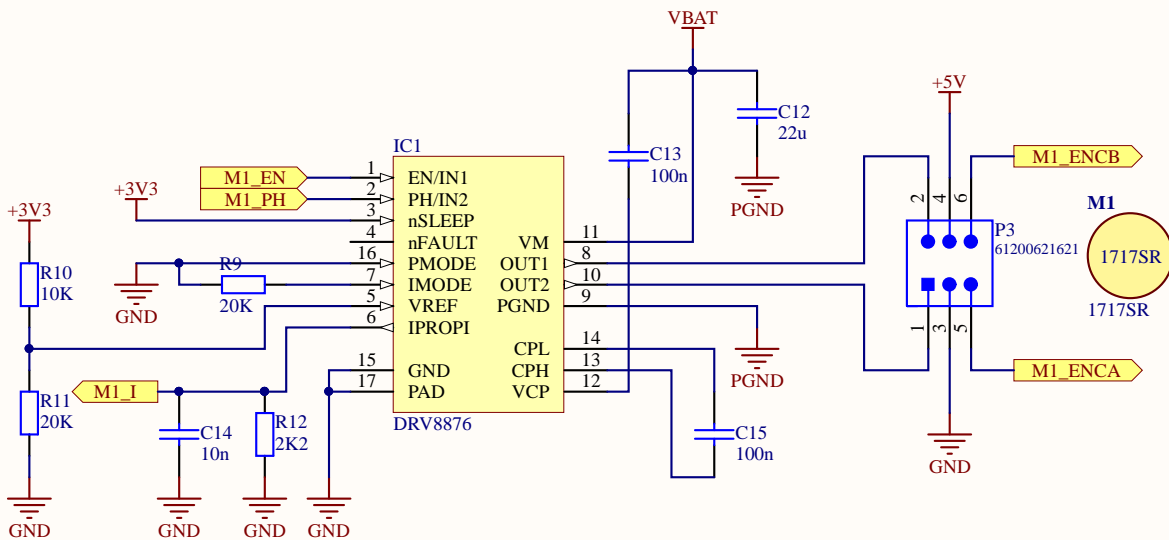 VBAT
+5V
C12
22u
C13
100n
IC1
M1_EN
M1_PH
+3V3
+3V3
1
2
3
4
16
7
5
6
15
17
EN/IN1
PH/IN2
nSLEEP
nFAULT
PMODE
IMODE
VREF
IPROPI
GND
PAD
VM
OUT1
OUT2
PGND
CPL
CPH
VCP
11
8
10
9
14
13
12
DRV8876
PGND
PGND
M1_ENCB
2
4
6
P3
61200621621
1
3
5
M1
1717SR
1717SR
M1_ENCA
GND
R10
10K
R9
20K
GND
R11
20K
M1_I
C14
10n
R12
2K2
C15
100n
GND
GND
GND
GND